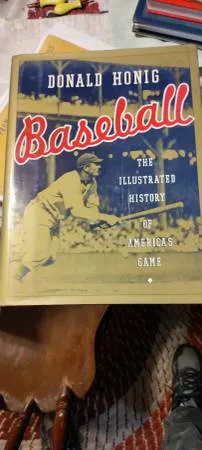 DONALD HONIG
Baseball
THE
ILLUSTRATED
HISTORY
OF
AMERICA'S
GAME